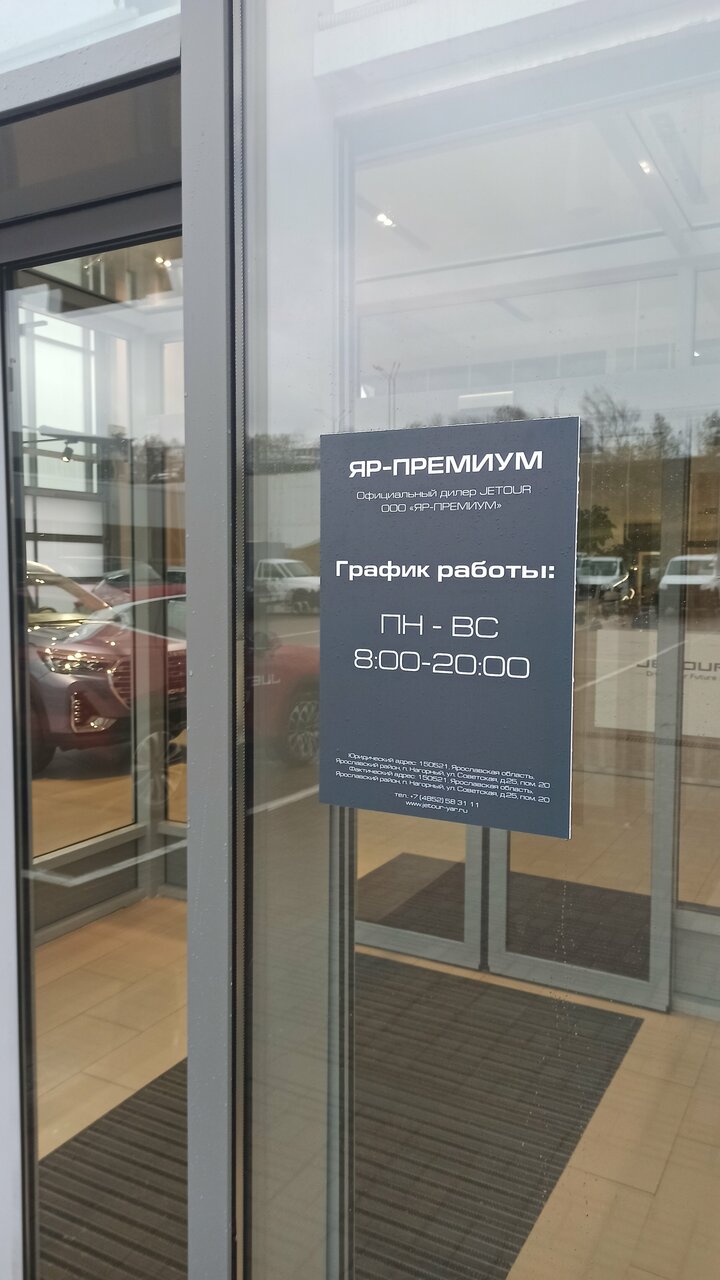 ЯР-ПРЕМИУМ
Официальный дилер JETOUR
ООО «ЯР-ПРЕМИУМ»
График работы:
ПН - ВС
8:00-20:00
Юридический адрес: 150521, Ярославская область,
Ярославский район, п. Нагорный, ул. Советская, д.25, пом. 20
Фактический адрес: 150521, Ярославская область,
Ярославский район, п. Нагорный, ул. Советская, д.25, пом. 20
тел.: +7 (4852) 58 31 11
www.jetour-yar.ru
JETOUR